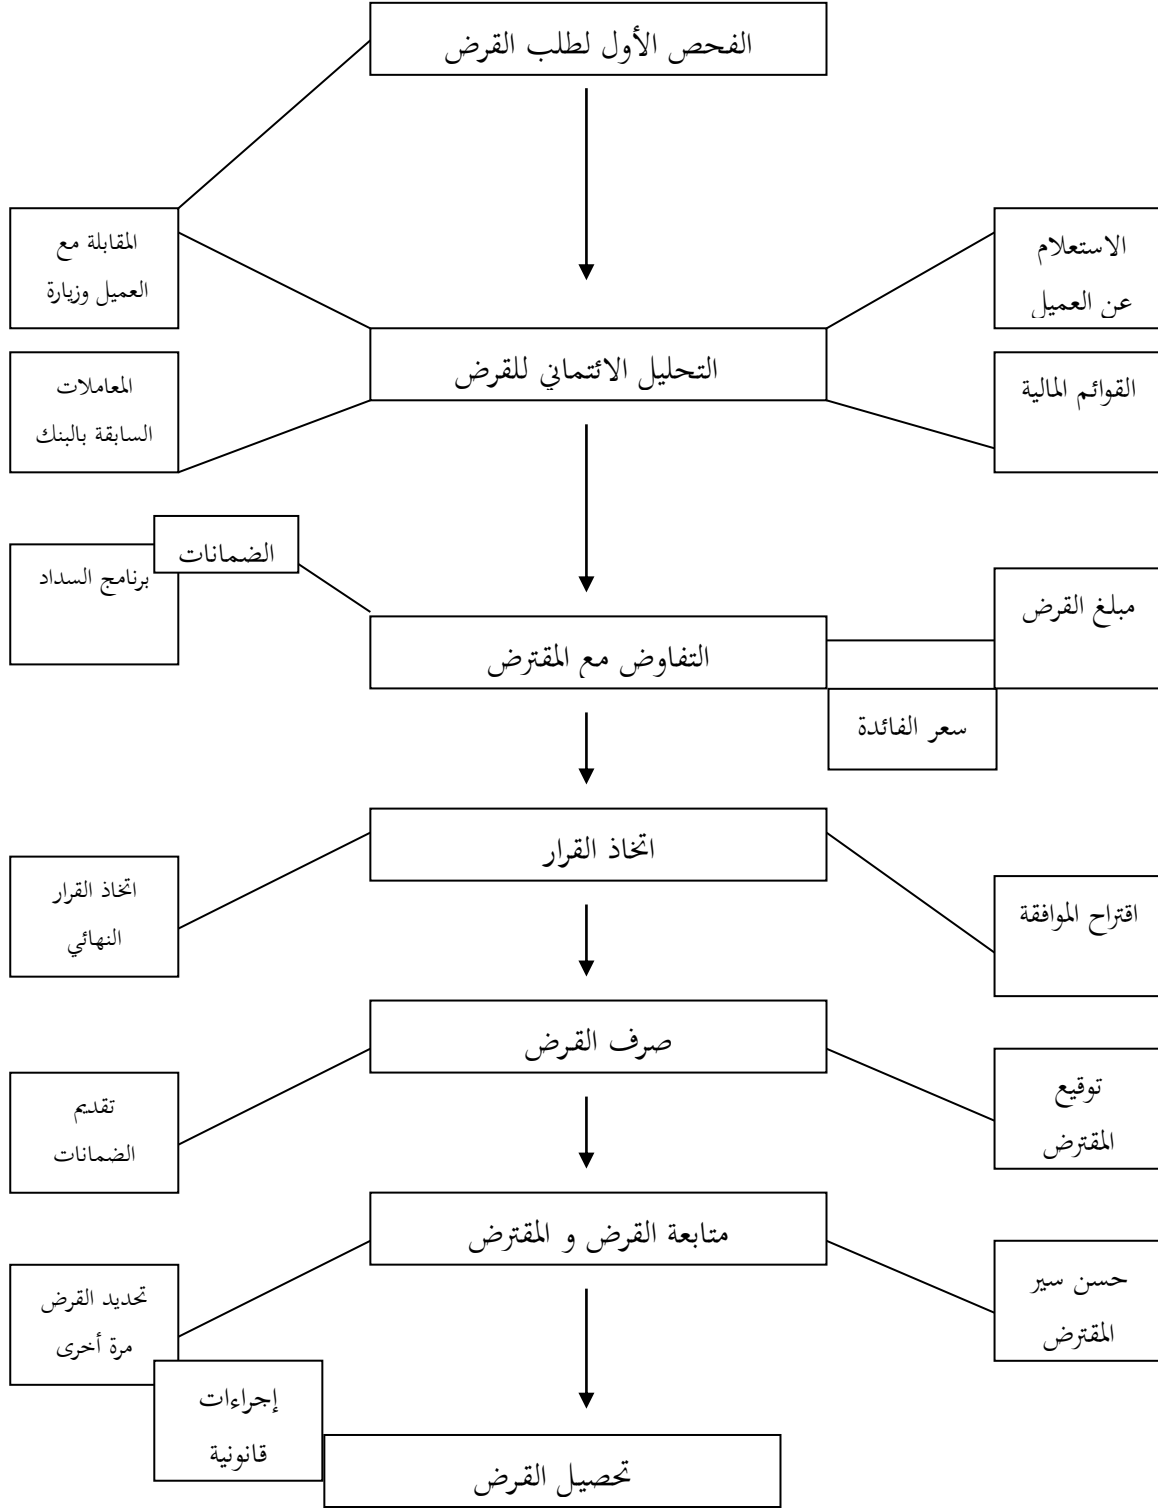 الفحص الأول لطلب القرض
الاستعلام
عن العميل
المقابلة مع
العميل وزيارة
التحليل الائتماني للقرض
القوائم المالية
المعاملات
السابقة بالبنك
الضمانات
برنامج السداد
مبلغ القرض
التفاوض مع المقترض
سعر الفائدة
اتخاذ القرار
اقتراح الموافقة
اتخاذ القرار
النهائي
صرف القرض
توقيع
المقترض
تقديم
الضمانات
متابعة القرض و المقترض
حسن سير
المقترض
تحديد القرض
مرة أخرى
إجراءات
قانونية
تحصيل القرض